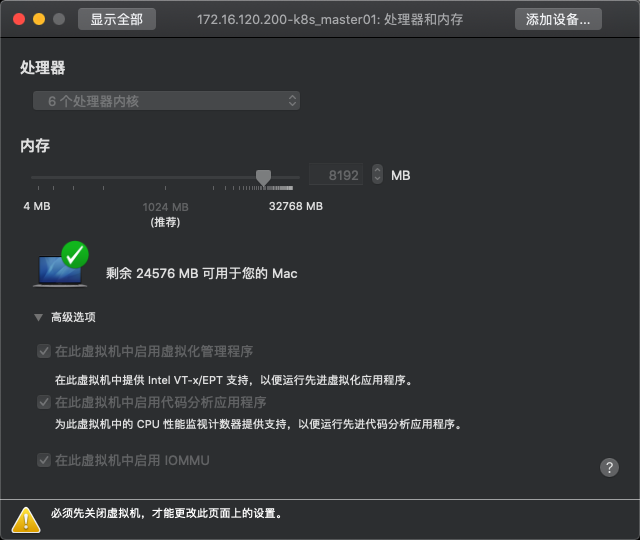 显示全部
172.16.120.200-k8s_master01: 处理器和内存
添加设备...
处理器
6 个处理器内核
内存
8192 MB
4 MB
1024 MB
32768 MB
(推荐)
剩余 24576 MB 可用于您的 Mac
高级选项
在此虚拟机中启用虚拟化管理程序
在此虚拟机中提供 Intel VT-x/EPT 支持，以便运行先进虚拟化应用程序。
在此虚拟机中启用代码分析应用程序
为此虚拟机中的 CPU 性能监视计数器提供支持，以便运行先进代码分析应用程序。
在此虚拟机中启用 IOMMU
?
必须先关闭虚拟机，才能更改此页面上的设置。